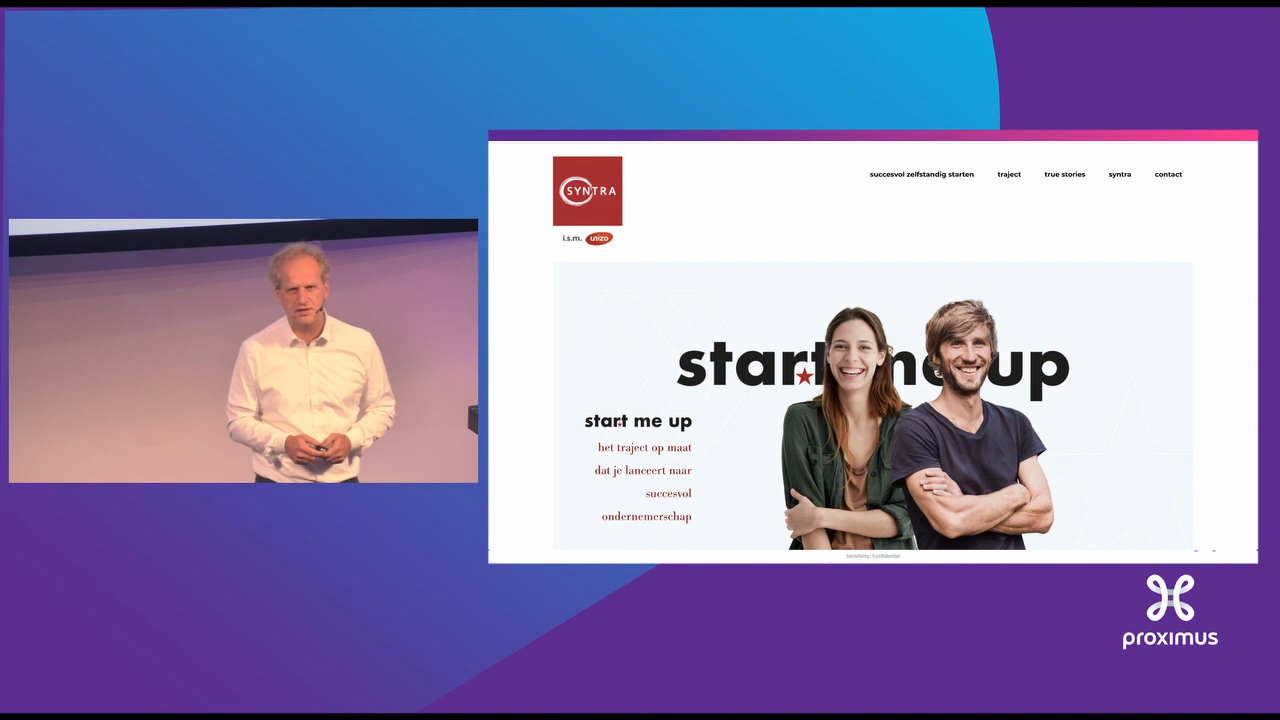 SYNTRA
i.s.m. unizo
succesvol zelfstandig starten traject true stories syntra contact
start me up
start me up
het traject op maat
dat je lanceert naar
succesvol
ondernemerschap
Sensitivity: Confidential
proximus